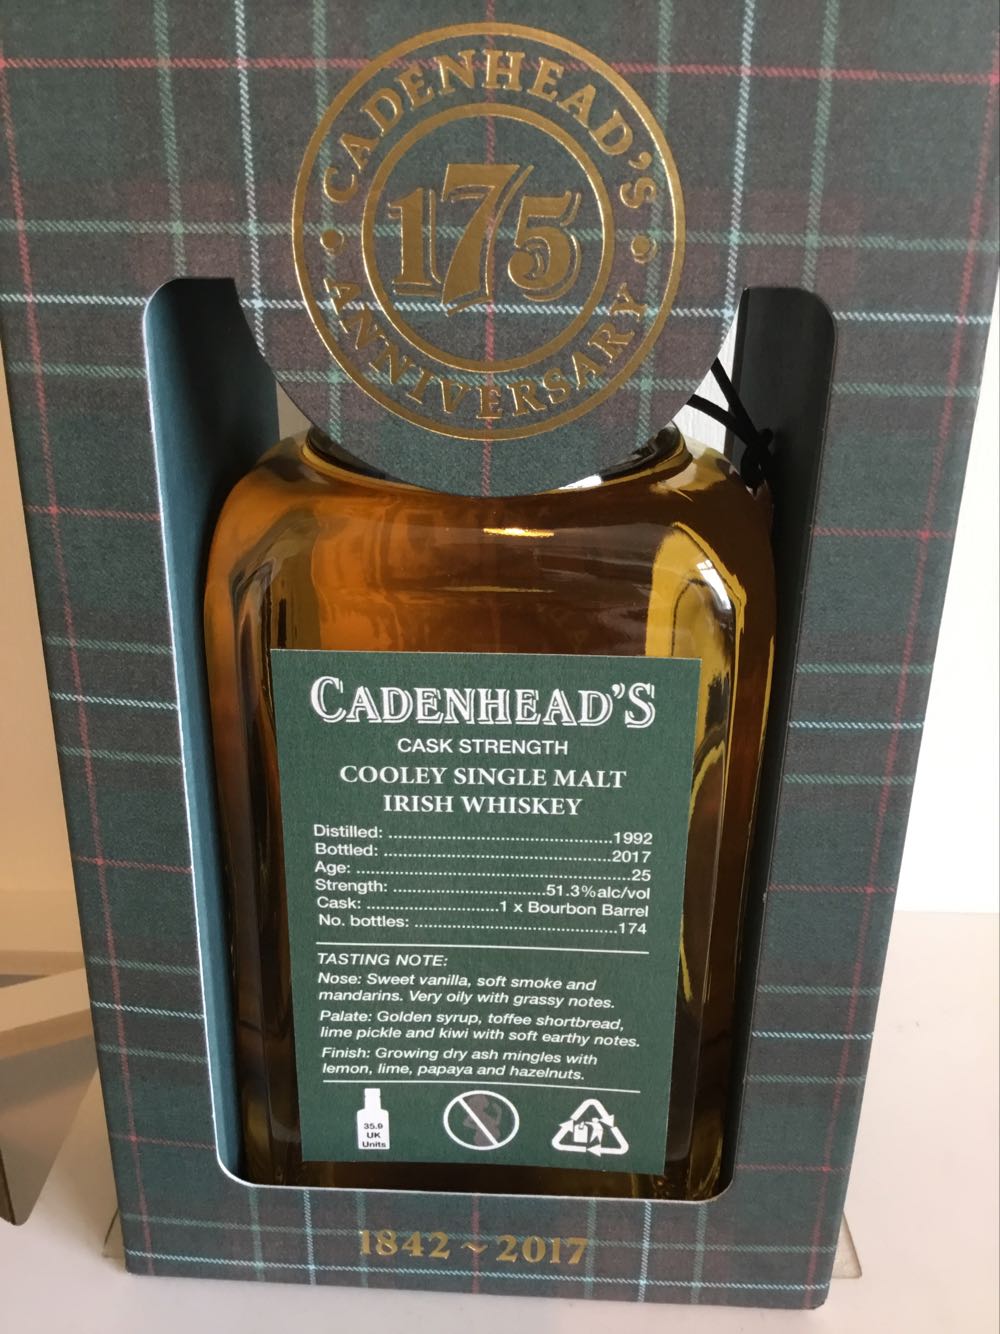 CADENHEAD'S
175
ANNIVERSARY
CADENHEAD'S
CASK STRENGTH
COOLEY SINGLE MALT
IRISH WHISKEY
Distilled: ................................................1992
Bottled: ..................................................2017
Age: ..........................................................25
Strength: ................................51.3%alc/vol
Cask: ............................1 x Bourbon Barrel
No. bottles: ............................................174
TASTING NOTE:
Nose: Sweet vanilla, soft smoke and
mandarins. Very oily with grassy notes.
Palate: Golden syrup, toffee shortbread,
lime pickle and kiwi with soft earthy notes.
Finish: Growing dry ash mingles with
lemon, lime, papaya and hazelnuts.
35.9
UK
Units
1842 ~ 2017